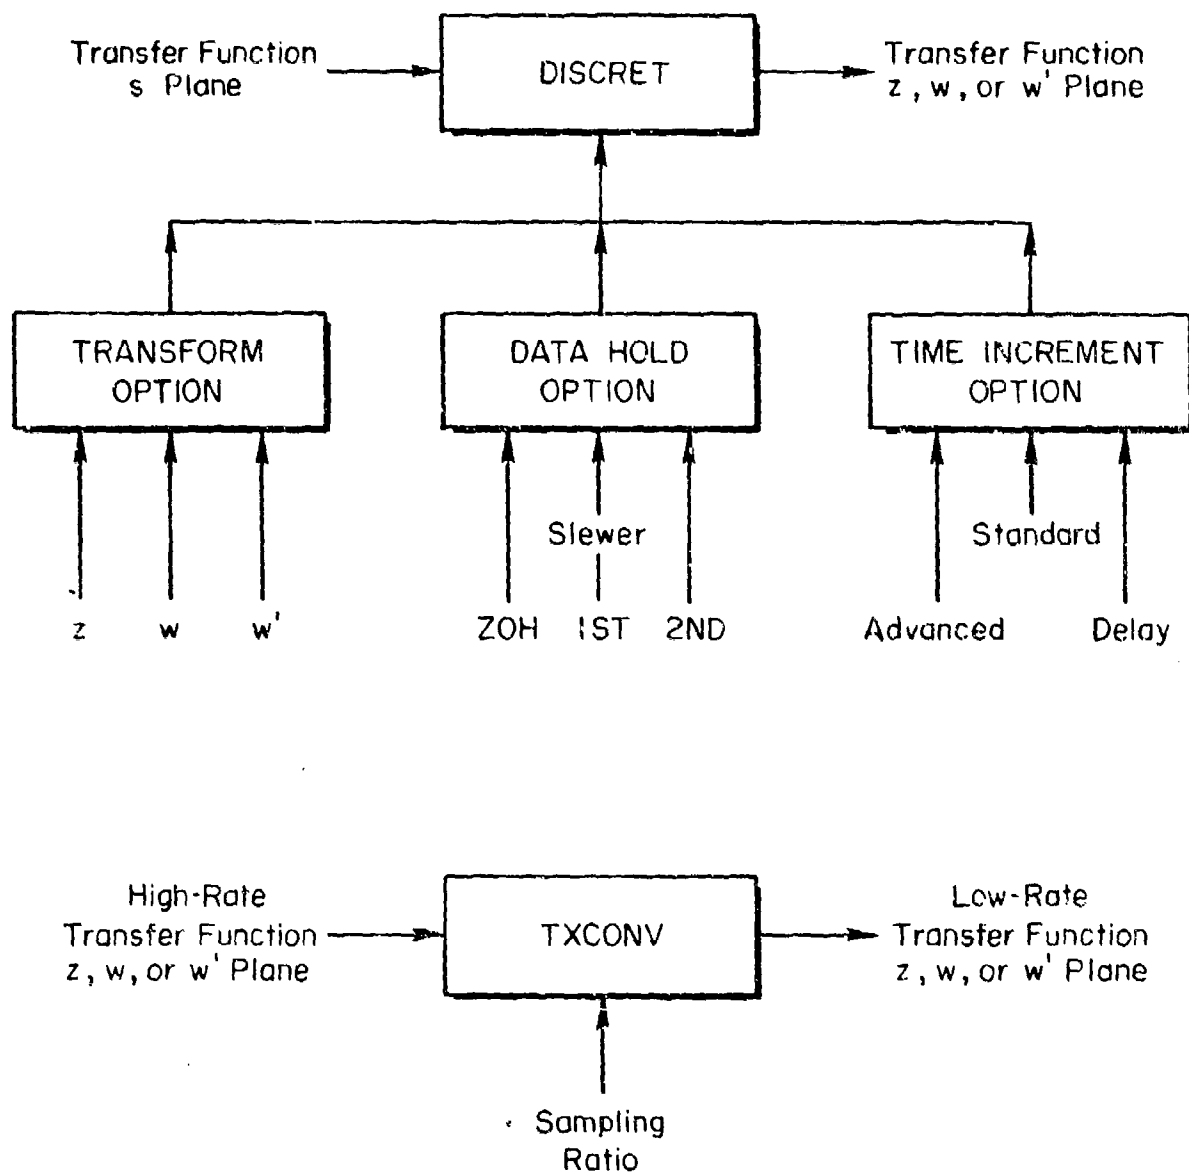 Transfer Function
s Plane
DISCRET
Transfer Function
z, w, or w' Plane
TRANSFORM
OPTION
DATA HOLD
OPTION
TIME INCREMENT
OPTION
Slewer
Standard
z
w
w'
ZOH
1ST
2ND
Advanced
Delay
High-Rate
Transfer Function
z, w, or w' Plane
TXCONV
Low-Rate
Transfer Function
z, w, or w' Plane
Sampling
Ratio